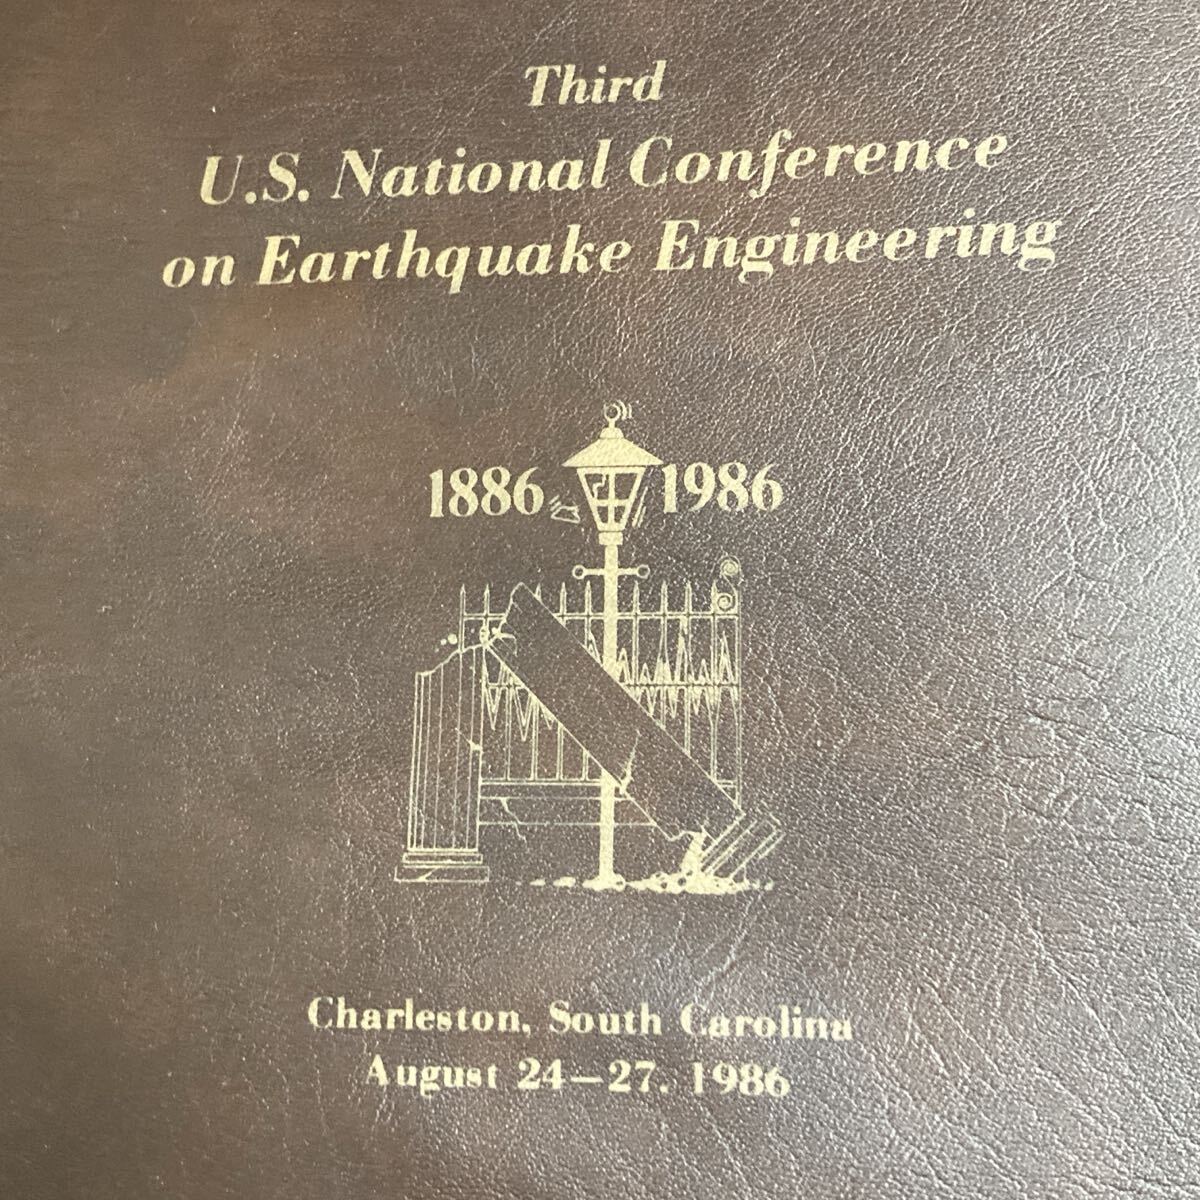 Third
U.S. National Conference
on Earthquake Engineering
1886 1986
Charleston, South Carolina
August 24–27, 1986